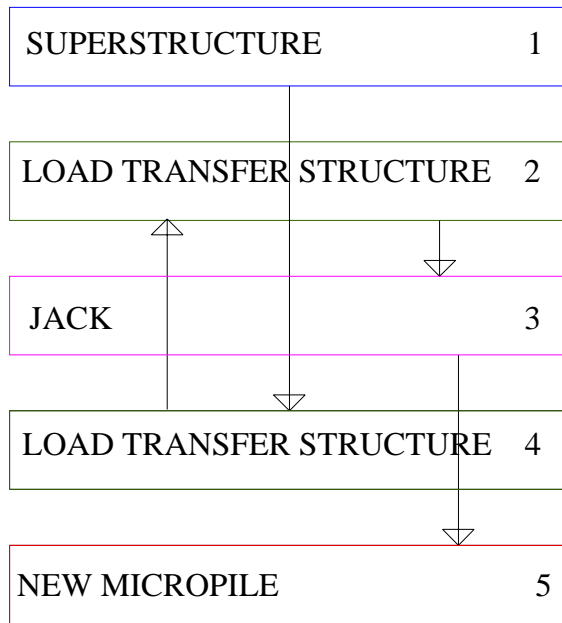 SUPERSTRUCTURE 1
LOAD TRANSFER STRUCTURE 2
JACK 3
LOAD TRANSFER STRUCTURE 4
NEW MICROPILE 5